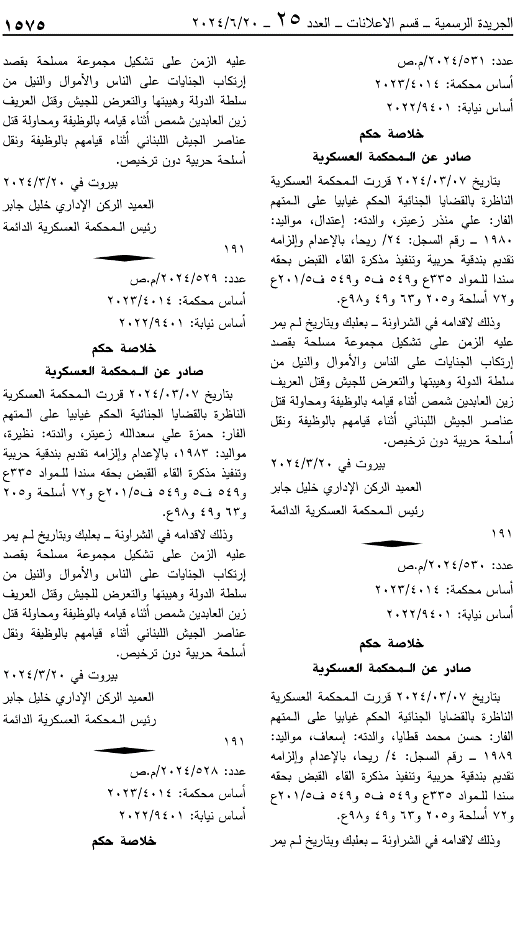 الجريدة الرسمية ــ قسم الاعلانات ــ العدد ٢٥ ــ ٢٠٢٤/٦/٢٠
١٥٧٥
عدد: ٢٠٢٤/٥٣١/م.ص
أساس محكمة: ٢٠٢٣/٤٠١٤
أساس نيابة: ٢٠٢٢/٩٤٠١
خلاصة حكم
صادر عن المحكمة العسكرية
بتاريخ ٢٠٢٤/٠٣/٠٧ قررت المحكمة العسكرية
الناظرة بالقضايا الجنائية الحكم غيابيا على المتهم
الفار: علي منذر زعيتر، والدته: إعتدال، مواليد:
١٩٨٠ ــ رقم السجل: ٢٤/ ريحا، بالإعدام وإلزامه
تقديم بندقية حربية وتنفيذ مذكرة القاء القبض بحقه
سندا للمواد ٣٣٥ع و٥٤٩ ف٥ و٥٤٩ ف٢٠١/٥ع
و٧٢ أسلحة و٢٠٥ و٦٣ و٤٩ و٩٨ع.
وذلك لاقدامه في الشراونة ــ بعلبك وبتاريخ لم يمر
عليه الزمن على تشكيل مجموعة مسلحة بقصد
إرتكاب الجنايات على الناس والأموال والنيل من
سلطة الدولة وهيبتها والتعرض للجيش وقتل العريف
زين العابدين شمص أثناء قيامه بالوظيفة ومحاولة قتل
عناصر الجيش اللبناني أثناء قيامهم بالوظيفة ونقل
أسلحة حربية دون ترخيص.
بيروت في ٢٠٢٤/٣/٢٠
العميد الركن الإداري خليل جابر
رئيس المحكمة العسكرية الدائمة
١٩١
عدد: ٢٠٢٤/٥٣٠/م.ص
أساس محكمة: ٢٠٢٣/٤٠١٤
أساس نيابة: ٢٠٢٢/٩٤٠١
خلاصة حكم
صادر عن المحكمة العسكرية
بتاريخ ٢٠٢٤/٠٣/٠٧ قررت المحكمة العسكرية
الناظرة بالقضايا الجنائية الحكم غيابيا على المتهم
الفار: حسن محمد قطايا، والدته: إسعاف، مواليد:
١٩٨٩ ــ رقم السجل: ٤/ ريحا، بالإعدام وإلزامه
تقديم بندقية حربية وتنفيذ مذكرة القاء القبض بحقه
سندا للمواد ٣٣٥ع و٥٤٩ ف٥ و٥٤٩ ف٢٠١/٥ع
و٧٢ أسلحة و٢٠٥ و٦٣ و٤٩ و٩٨ع.
وذلك لاقدامه في الشراونة ــ بعلبك وبتاريخ لم يمر
عليه الزمن على تشكيل مجموعة مسلحة بقصد
إرتكاب الجنايات على الناس والأموال والنيل من
سلطة الدولة وهيبتها والتعرض للجيش وقتل العريف
زين العابدين شمص أثناء قيامه بالوظيفة ومحاولة قتل
عناصر الجيش اللبناني أثناء قيامهم بالوظيفة ونقل
أسلحة حربية دون ترخيص.
بيروت في ٢٠٢٤/٣/٢٠
العميد الركن الإداري خليل جابر
رئيس المحكمة العسكرية الدائمة
١٩١
عدد: ٢٠٢٤/٥٢٩/م.ص
أساس محكمة: ٢٠٢٣/٤٠١٤
أساس نيابة: ٢٠٢٢/٩٤٠١
خلاصة حكم
صادر عن المحكمة العسكرية
بتاريخ ٢٠٢٤/٠٣/٠٧ قررت المحكمة العسكرية
الناظرة بالقضايا الجنائية الحكم غيابيا على المتهم
الفار: حمزة علي سعدالله زعيتر، والدته: نظيرة،
مواليد: ١٩٨٣، بالإعدام وإلزامه تقديم بندقية حربية
وتنفيذ مذكرة القاء القبض بحقه سندا للمواد ٣٣٥ع
و٥٤٩ ف٥ و٥٤٩ ف٢٠١/٥ع و٧٢ أسلحة و٢٠٥
و٦٣ و٤٩ و٩٨ع.
وذلك لاقدامه في الشراونة ــ بعلبك وبتاريخ لم يمر
عليه الزمن على تشكيل مجموعة مسلحة بقصد
إرتكاب الجنايات على الناس والأموال والنيل من
سلطة الدولة وهيبتها والتعرض للجيش وقتل العريف
زين العابدين شمص أثناء قيامه بالوظيفة ومحاولة قتل
عناصر الجيش اللبناني أثناء قيامهم بالوظيفة ونقل
أسلحة حربية دون ترخيص.
بيروت في ٢٠٢٤/٣/٢٠
العميد الركن الإداري خليل جابر
رئيس المحكمة العسكرية الدائمة
١٩١
عدد: ٢٠٢٤/٥٢٨/م.ص
أساس محكمة: ٢٠٢٣/٤٠١٤
أساس نيابة: ٢٠٢٢/٩٤٠١
خلاصة حكم